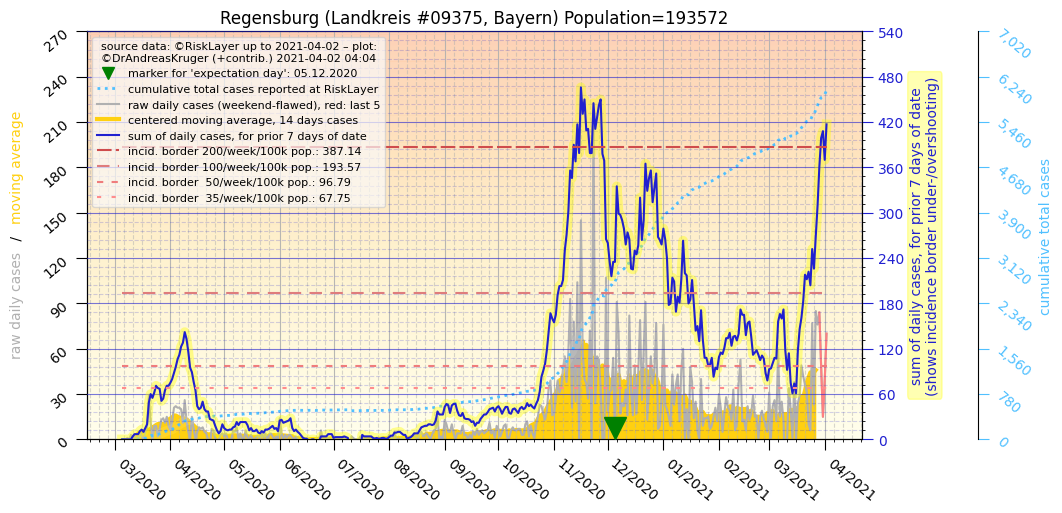 Regensburg (Landkreis #09375, Bayern) Population=193572
source data: ©RiskLayer up to 2021-04-02 – plot:
©DrAndreasKruger (+contrib.) 2021-04-02 04:04
marker for 'expectation day': 05.12.2020
cumulative total cases reported at RiskLayer
raw daily cases (weekend-flawed), red: last 5
centered moving average, 14 days cases
sum of daily cases, for prior 7 days of date
incid. border 200/week/100k pop.: 387.14
incid. border 100/week/100k pop.: 193.57
incid. border  50/week/100k pop.: 96.79
incid. border  35/week/100k pop.: 67.75
raw daily cases / moving average
270
240
210
180
150
120
90
60
30
0
03/2020
04/2020
05/2020
06/2020
07/2020
08/2020
09/2020
10/2020
11/2020
12/2020
01/2021
02/2021
03/2021
04/2021
540
480
420
360
300
240
180
120
60
0
sum of daily cases, for prior 7 days of date
(shows incidence border under-/overshooting)
7,020
6,240
5,460
4,680
3,900
3,120
2,340
1,560
780
0
cumulative total cases